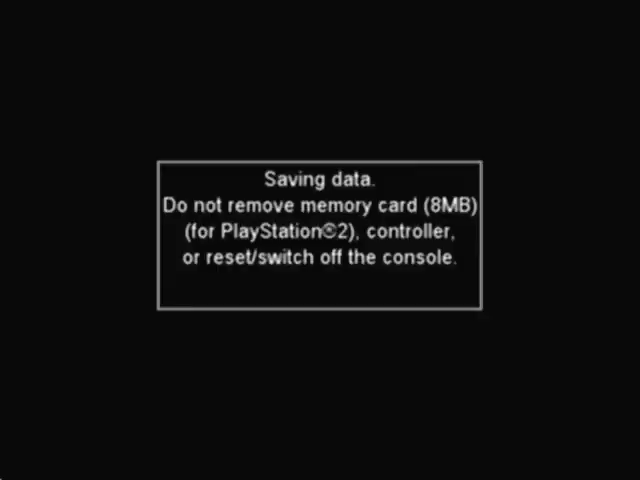 Saving data.
Do not remove memory card (8MB)
(for PlayStation®2), controller,
or reset/switch off the console.